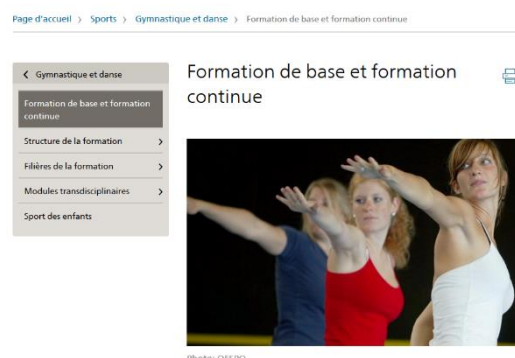 Page d'accueil > Sports > Gymnastique et danse > Formation de base et formation continue
Gymnastique et danse
Formation de base et formation
continue
Structure de la formation
Filières de la formation
Modules transdisciplinaires
Sport des enfants
Formation de base et formation
continue
Photo: OFSPO